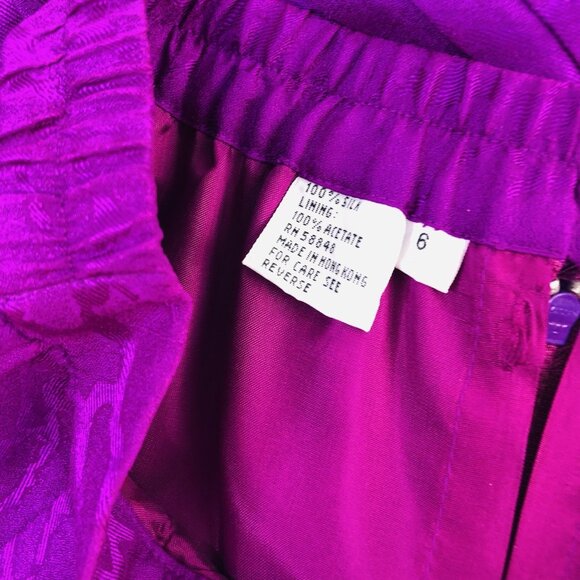 100% SILK
LINING:
100% ACETATE
RN 58848
MADE IN HONG KONG
FOR CARE SEE
REVERSE
6